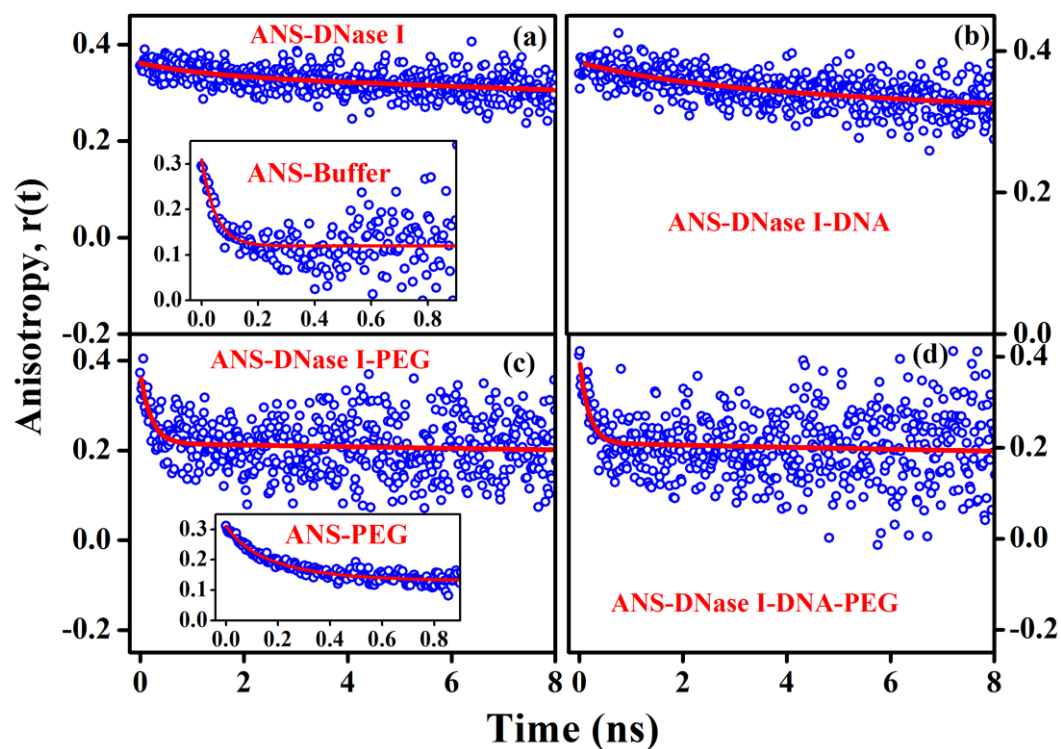 ANS-DNase I
(a)
0.4
0.2
0.0
-0.2
ANS-Buffer
0.3
0.2
0.1
0.0
0.0 0.2 0.4 0.6 0.8
(b)
0.4
0.2
0.0
ANS-DNase I-DNA
Anisotropy, r(t)
ANS-DNase I-PEG
(c)
0.4
0.2
0.0
-0.2
ANS-PEG
0.3
0.2
0.1
0.0
0.0 0.2 0.4 0.6 0.8
0 2 4 6 8
(d)
0.4
0.2
0.0
-0.2
ANS-DNase I-DNA-PEG
0 2 4 6 8
Time (ns)